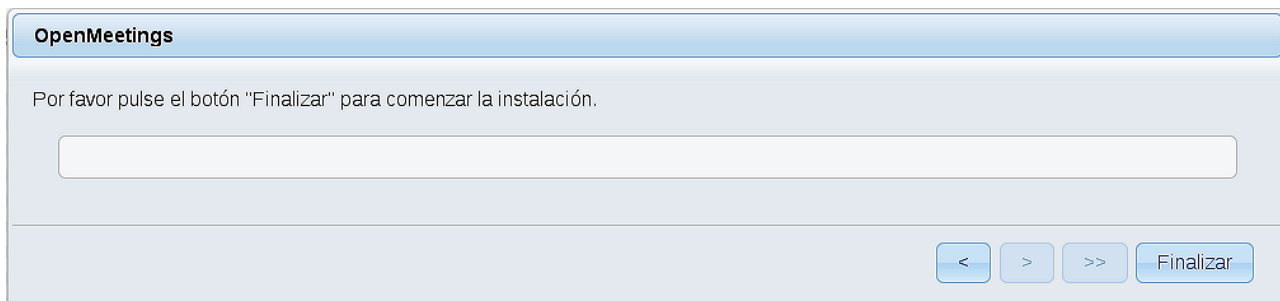 OpenMeetings
Por favor pulse el botón "Finalizar" para comenzar la instalación.
< > >> Finalizar